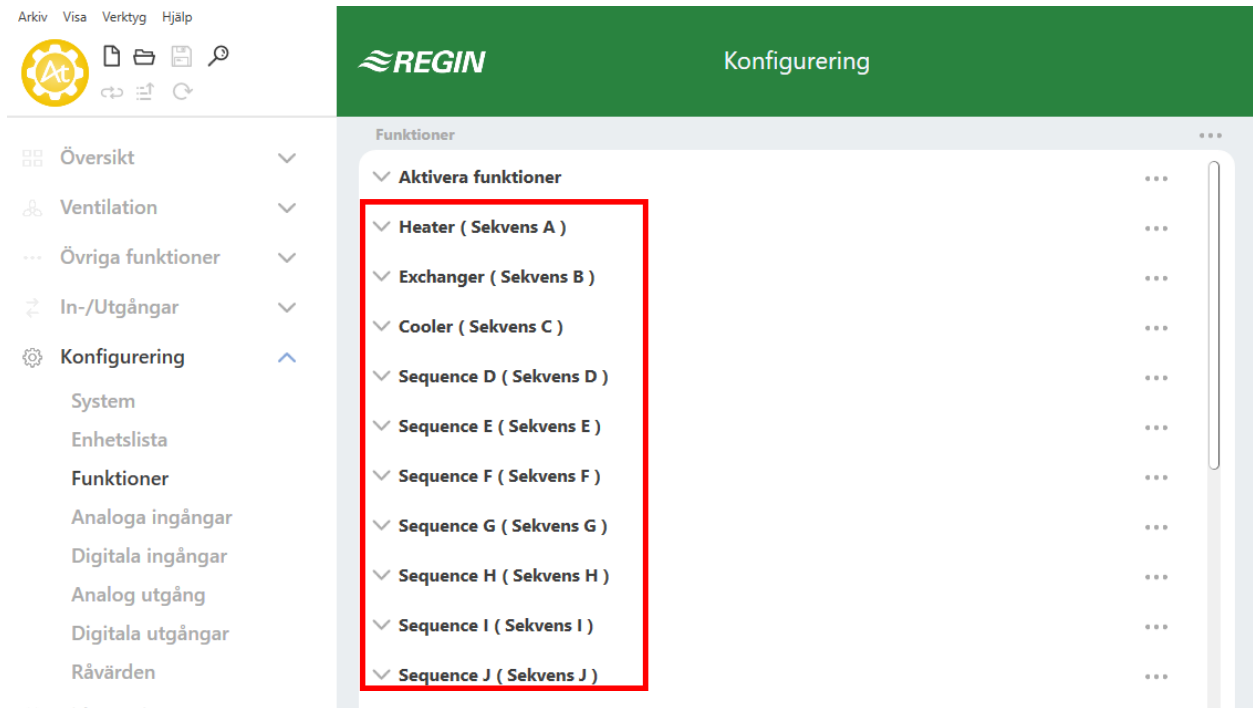 Arkiv Visa Verktyg Hjälp
At
REGIN
Konfigurering
Översikt
Ventilation
Övriga funktioner
In-/Utgångar
Konfigurering
System
Enhetslista
Funktioner
Analoga ingångar
Digitala ingångar
Analog utgång
Digitala utgångar
Råvärden
Funktioner
Aktivera funktioner
Heater ( Sekvens A )
Exchanger ( Sekvens B )
Cooler ( Sekvens C )
Sequence D ( Sekvens D )
Sequence E ( Sekvens E )
Sequence F ( Sekvens F )
Sequence G ( Sekvens G )
Sequence H ( Sekvens H )
Sequence I ( Sekvens I )
Sequence J ( Sekvens J )